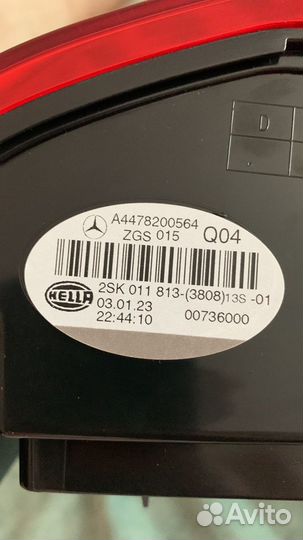 D
A4478200564
ZGS 015 Q04
2SK 011 813-(3808)13S -01
HELLA
03.01.23 00736000
22:44:10
Avito